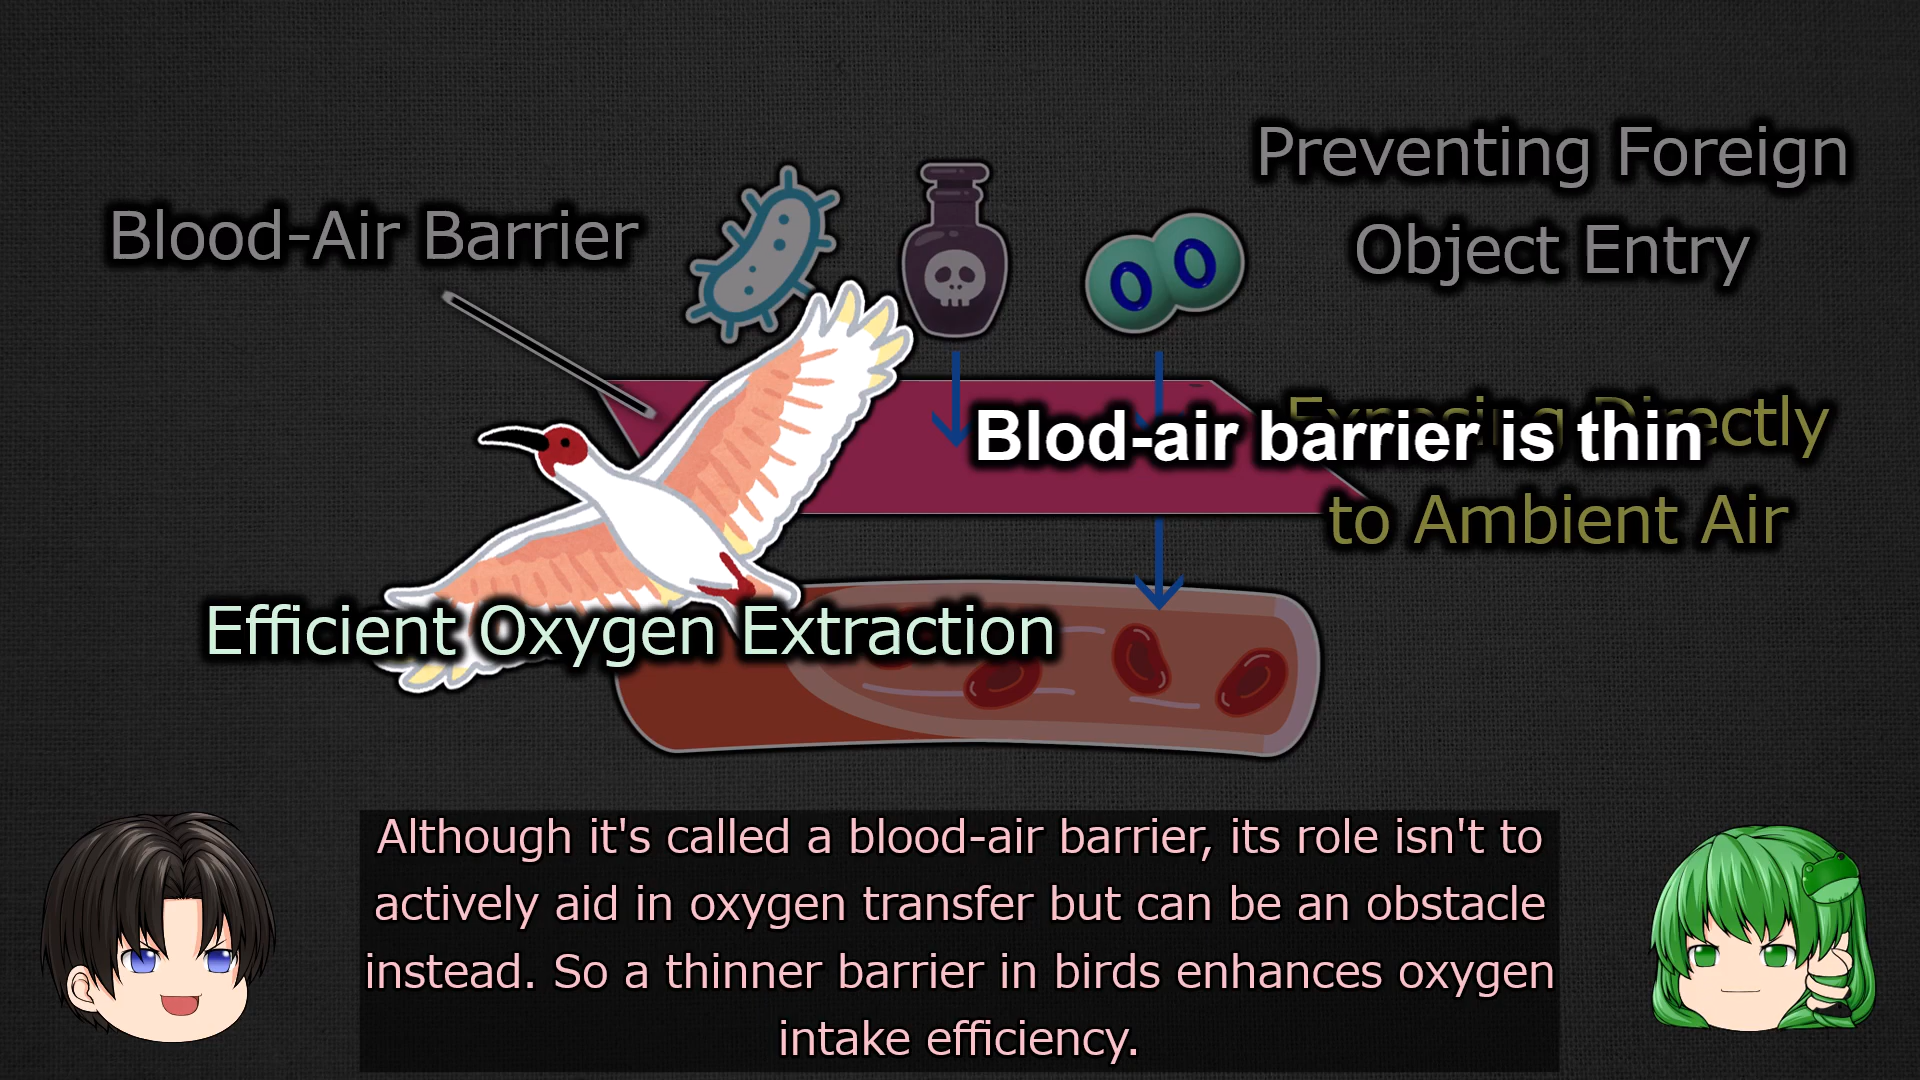 Preventing Foreign
Object Entry
Blood-Air Barrier
O O
Exposing Directly
Blod-air barrier is thin
to Ambient Air
Efficient Oxygen Extraction
Although it's called a blood-air barrier, its role isn't to
actively aid in oxygen transfer but can be an obstacle
instead. So a thinner barrier in birds enhances oxygen
intake efficiency.